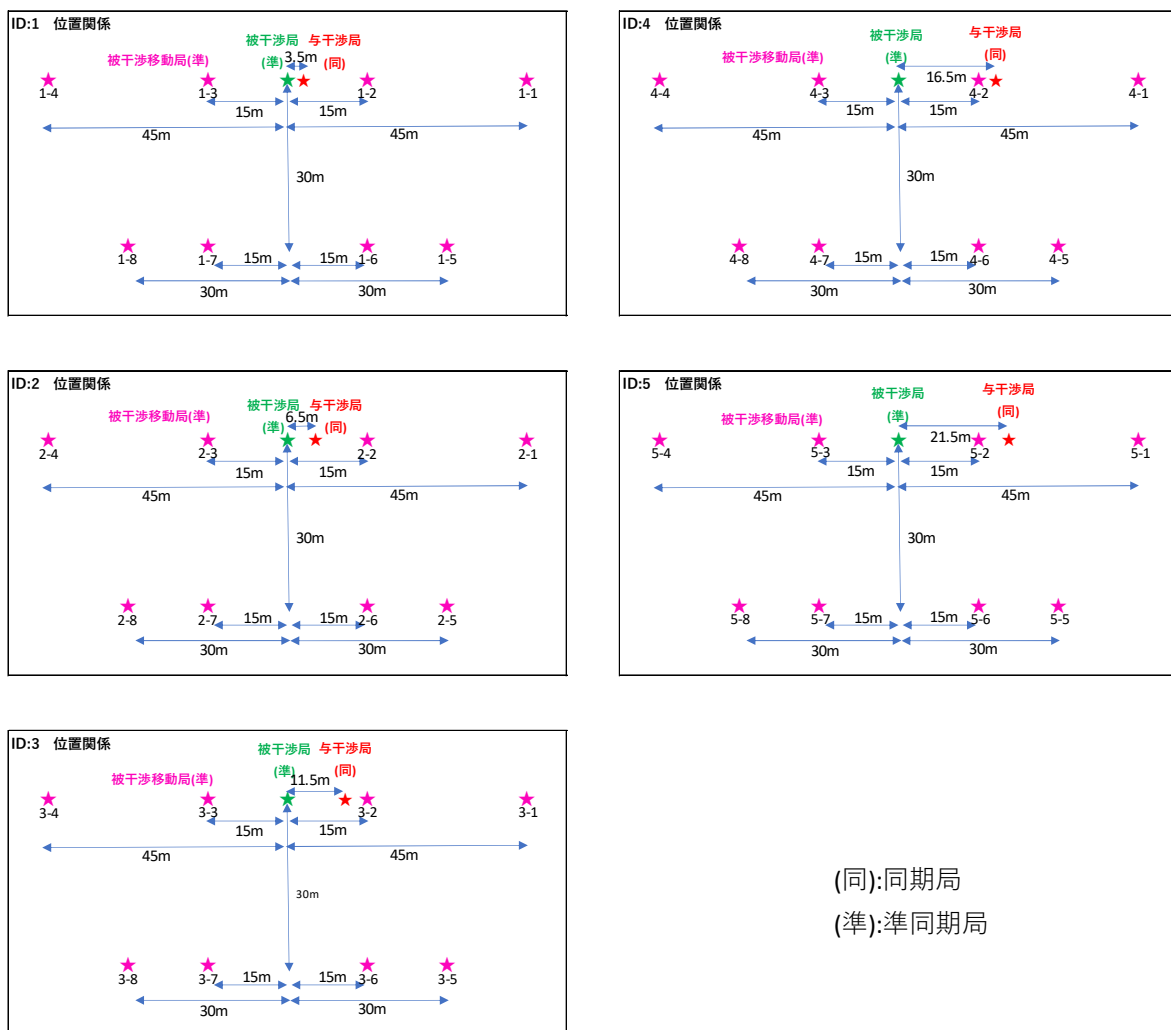 ID:1 位置関係
被干渉局 与干渉局
被干渉移動局(準) (準) (同)
3.5m
1-4 1-3 1-2 1-1
15m 15m
45m 45m
30m
1-8 1-7 15m 15m 1-6 1-5
30m 30m
ID:4 位置関係
被干渉局 与干渉局
被干渉移動局(準) (準) (同)
16.5m
4-4 4-3 4-2 4-1
15m 15m
45m 45m
30m
4-8 4-7 15m 15m 4-6 4-5
30m 30m
ID:2 位置関係
被干渉局 与干渉局
被干渉移動局(準) (準) (同)
6.5m
2-4 2-3 2-2 2-1
15m 15m
45m 45m
30m
2-8 2-7 15m 15m 2-6 2-5
30m 30m
ID:5 位置関係
被干渉局 与干渉局
被干渉移動局(準) (準) (同)
21.5m
5-4 5-3 5-2 5-1
15m 15m
45m 45m
30m
5-8 5-7 15m 15m 5-6 5-5
30m 30m
ID:3 位置関係
被干渉局 与干渉局
被干渉移動局(準) (準) (同)
11.5m
3-4 3-3 3-2 3-1
15m 15m
45m 45m
30m
3-8 3-7 15m 15m 3-6 3-5
30m 30m
(同):同期局
(準):準同期局